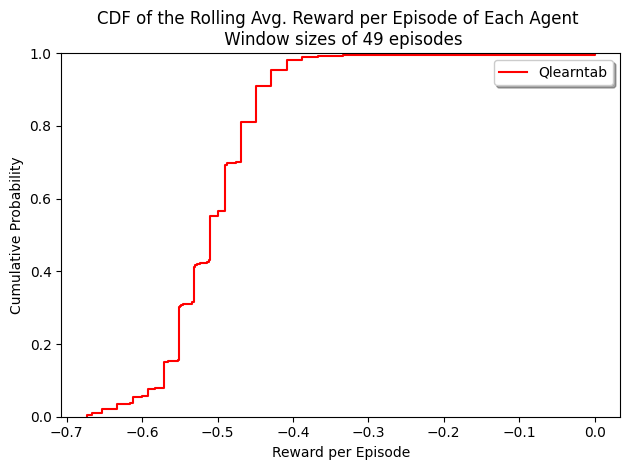 CDF of the Rolling Avg. Reward per Episode of Each Agent
Window sizes of 49 episodes
Qlearntab
Cumulative Probability
1.0
0.8
0.6
0.4
0.2
0.0
−0.7 −0.6 −0.5 −0.4 −0.3 −0.2 −0.1 0.0
Reward per Episode